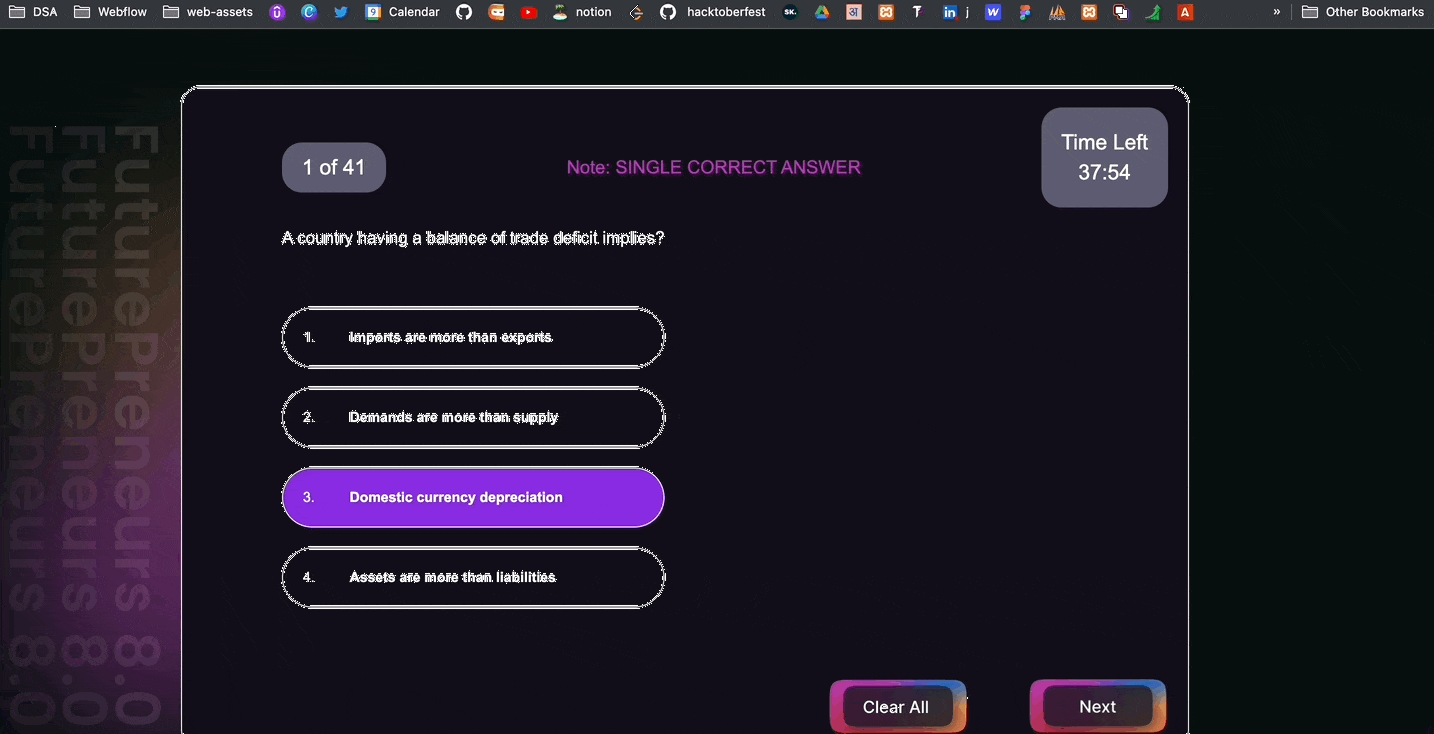 DSA Webflow web-assets Calendar notion hacktoberfest j » Other Bookmarks
FuturePreneurs 8.0
FuturePreneurs 8.0
FuturePreneurs 8.0
1 of 41
Note: SINGLE CORRECT ANSWER
Time Left
37:54
A country having a balance of trade deficit implies?
1. Imports are more than exports
2. Demands are more than supply
3. Domestic currency depreciation
4. Assets are more than liabilities
Clear All
Next